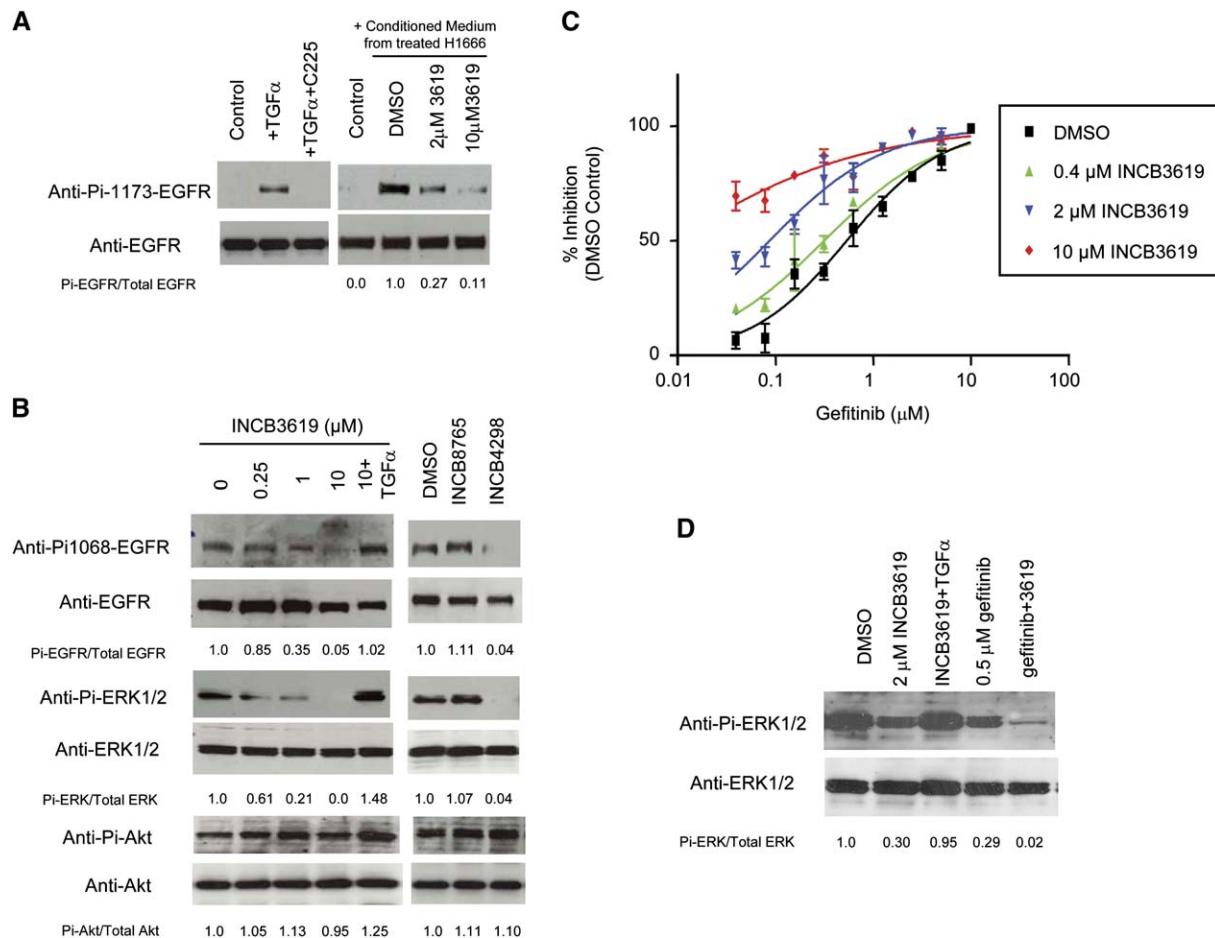 A
+ Conditioned Medium
from treated H1666
Control
+TGFα
+TGFα+C225
Control
DMSO
2μM 3619
10μM3619
Anti-Pi-1173-EGFR
Anti-EGFR
Pi-EGFR/Total EGFR 0.0 1.0 0.27 0.11
B
INCB3619 (μM)
0
0.25
1
10
10+
TGFα
DMSO
INCB8765
INCB4298
Anti-Pi1068-EGFR
Anti-EGFR
Pi-EGFR/Total EGFR 1.0 0.85 0.35 0.05 1.02 1.0 1.11 0.04
Anti-Pi-ERK1/2
Anti-ERK1/2
Pi-ERK/Total ERK 1.0 0.61 0.21 0.0 1.48 1.0 1.07 0.04
Anti-Pi-Akt
Anti-Akt
Pi-Akt/Total Akt 1.0 1.05 1.13 0.95 1.25 1.0 1.11 1.10
C
% Inhibition
(DMSO Control)
100
50
0
0.01 0.1 1 10 100
Gefitinib (μM)
DMSO
0.4 μM INCB3619
2 μM INCB3619
10 μM INCB3619
D
DMSO
2 μM INCB3619
INCB3619+TGFα
0.5 μM gefitinib
gefitinib+3619
Anti-Pi-ERK1/2
Anti-ERK1/2
Pi-ERK/Total ERK 1.0 0.30 0.95 0.29 0.02